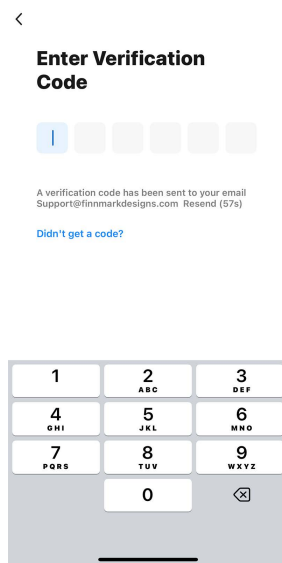 Enter Verification
Code
A verification code has been sent to your email
Support@finnmarkdesigns.com Resend (57s)
Didn't get a code?
1
2
ABC
3
DEF
4
GHI
5
JKL
6
MNO
7
PQRS
8
TUV
9
WXYZ
0